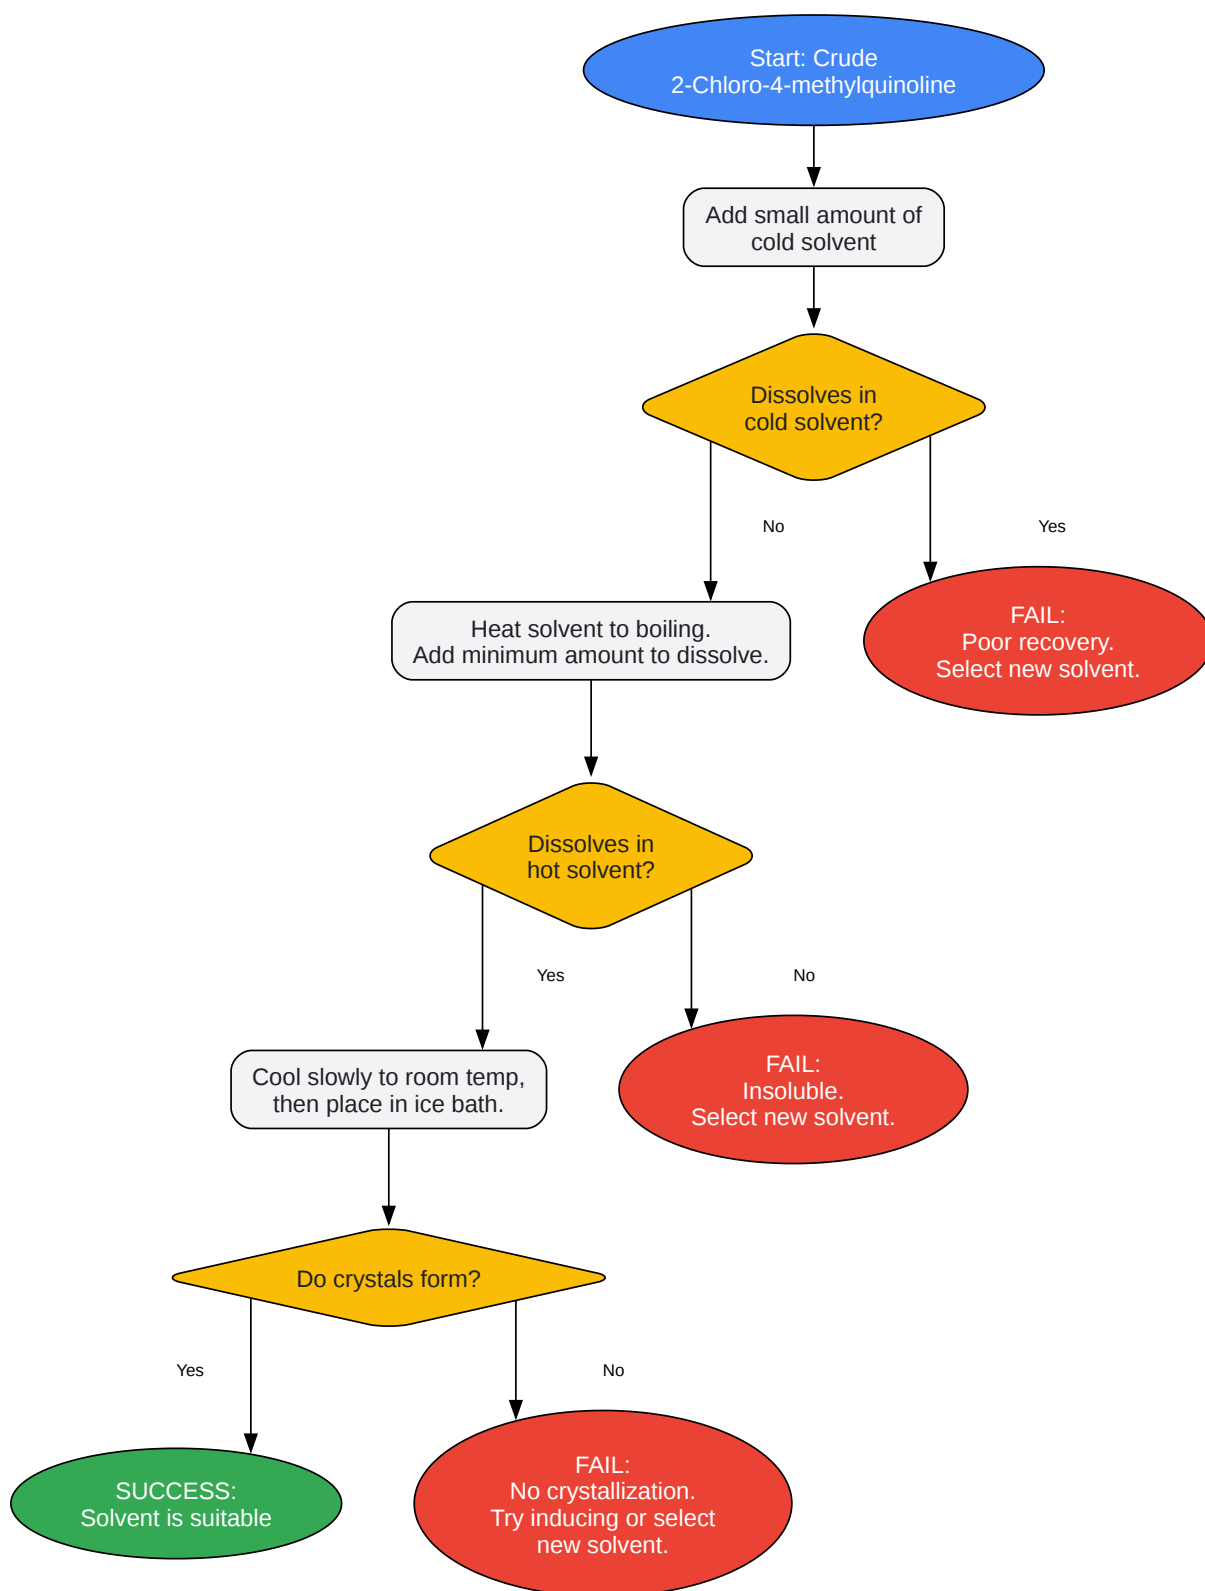 Start: Crude
2-Chloro-4-methylquinoline
Add small amount of
cold solvent
Dissolves in
cold solvent?
No
Yes
Heat solvent to boiling.
Add minimum amount to dissolve.
FAIL:
Poor recovery.
Select new solvent.
Dissolves in
hot solvent?
Yes
No
Cool slowly to room temp,
then place in ice bath.
FAIL:
Insoluble.
Select new solvent.
Do crystals form?
Yes
No
SUCCESS:
Solvent is suitable
FAIL:
No crystallization.
Try inducing or select
new solvent.